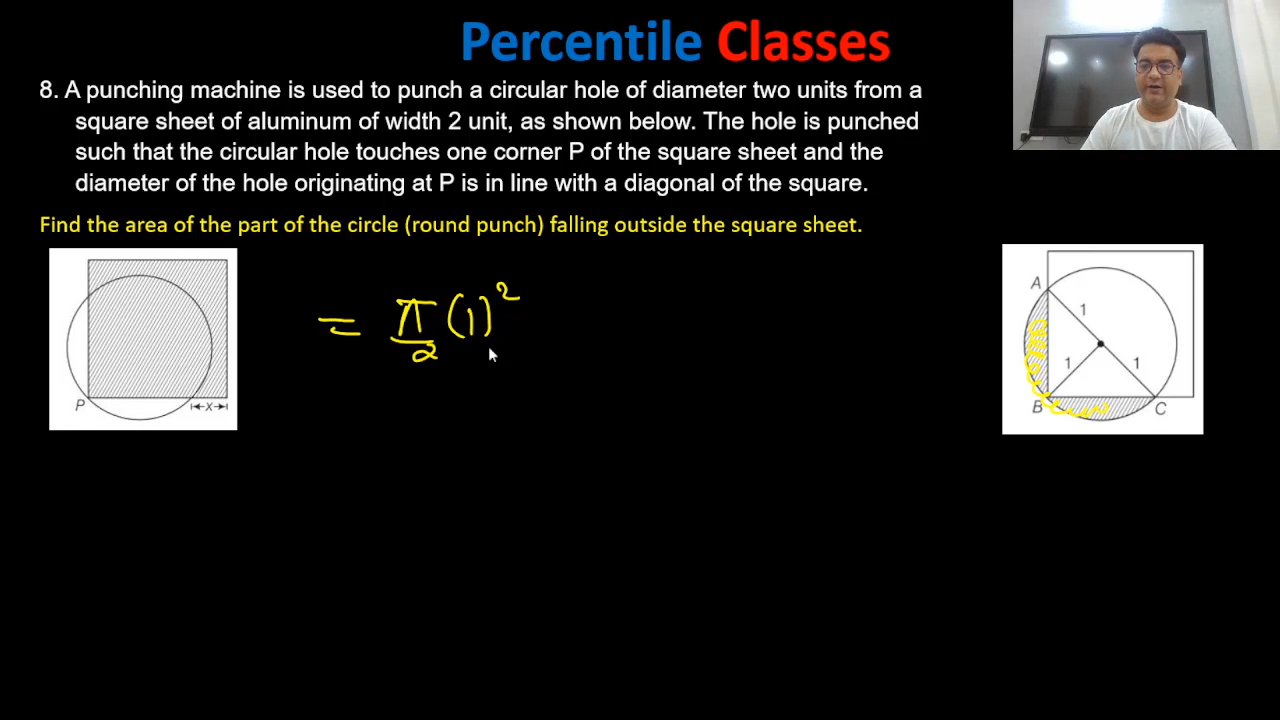 Percentile Classes
8. A punching machine is used to punch a circular hole of diameter two units from a
square sheet of aluminum of width 2 unit, as shown below. The hole is punched
such that the circular hole touches one corner P of the square sheet and the
diameter of the hole originating at P is in line with a diagonal of the square.
Find the area of the part of the circle (round punch) falling outside the square sheet.
P
x
= π/2 (1)²
A
1
1
1
B
C